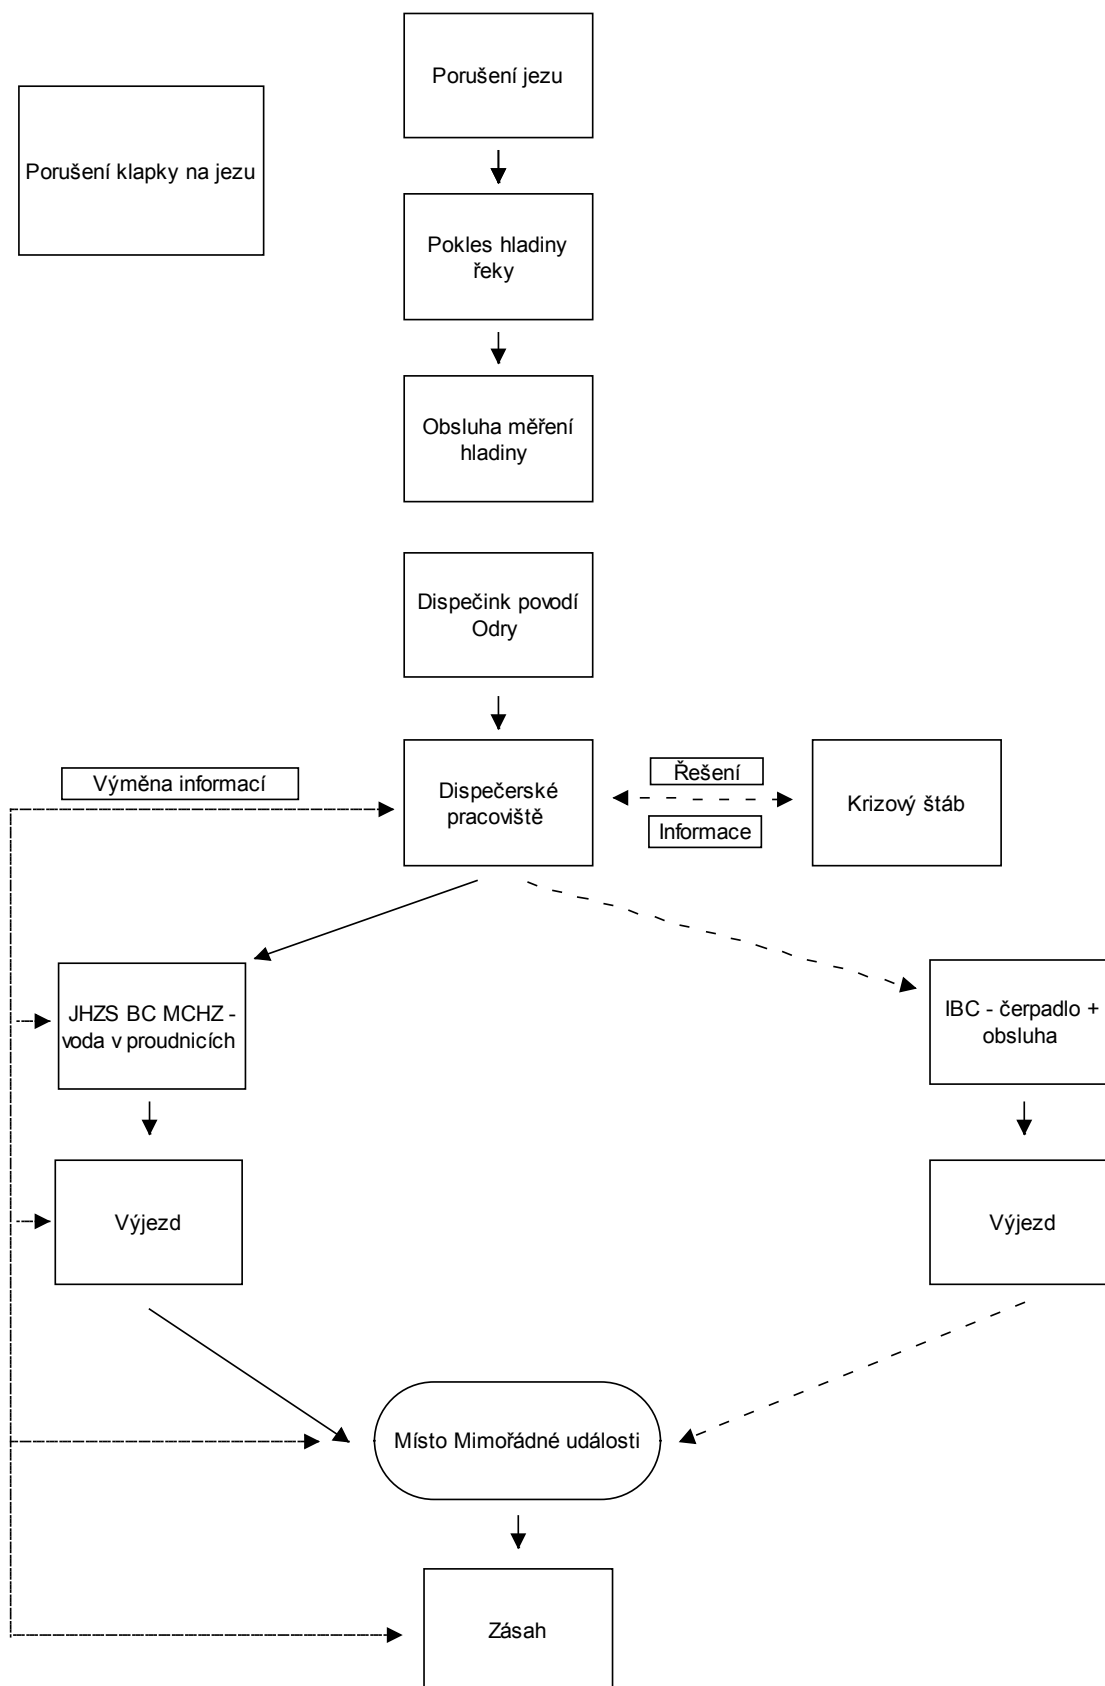 Porušení jezu
Porušení klapky na jezu
Pokles hladiny
řeky
Obsluha měření
hladiny
Dispečink povodí
Odry
Výměna informací
Dispečerské
pracoviště
Řešení
Informace
Krizový štáb
JHZS BC MCHZ -
voda v proudnicích
IBC - čerpadlo +
obsluha
Výjezd
Výjezd
Místo Mimořádné události
Zásah